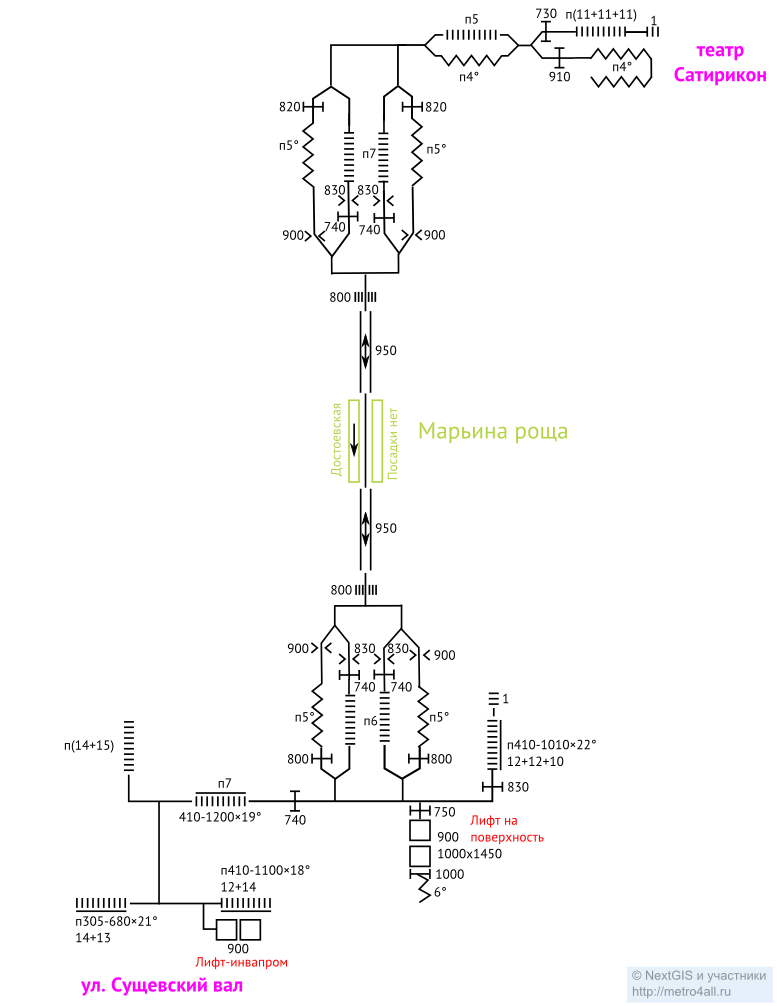 п5
730
п(11+11+11)
1
театр
Сатирикон
п4°
910
п4°
820
820
п5°
п7
п5°
830
830
740
740
900
900
800
950
Достоевская
Посадки нет
Марьина роща
950
800
900
830
830
900
740
740
п5°
п6
п5°
800
800
1
п410-1010×22°
12+12+10
830
п(14+15)
п7
410-1200×19°
740
750
Лифт на
поверхность
900
1000x1450
1000
6°
п410-1100×18°
12+14
п305-680×21°
14+13
900
Лифт-инвапром
ул. Сущевский вал
© NextGIS и участники
http://metro4all.ru